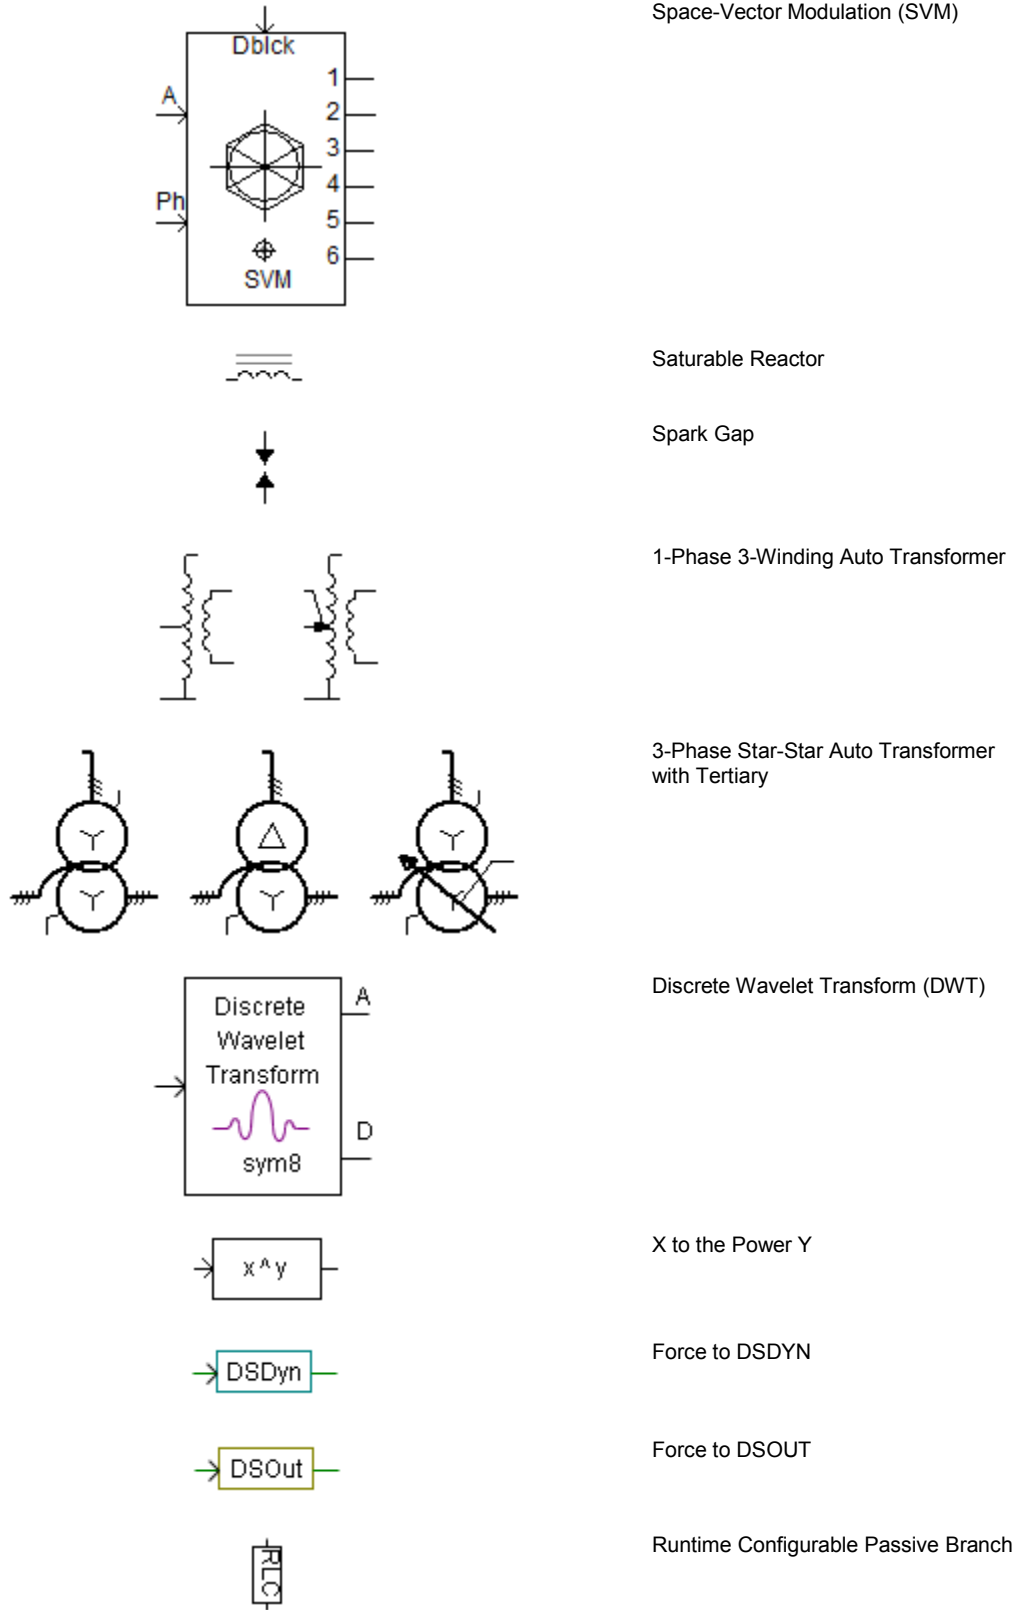 Space-Vector Modulation (SVM)
Dblck
1
A
2
3
4
Ph
5
6
SVM
Saturable Reactor
Spark Gap
1-Phase 3-Winding Auto Transformer
3-Phase Star-Star Auto Transformer
with Tertiary
Discrete Wavelet Transform (DWT)
Discrete
A
Wavelet
Transform
D
sym8
X to the Power Y
x^y
Force to DSDYN
DSDyn
Force to DSOUT
DSOut
Runtime Configurable Passive Branch
RLC